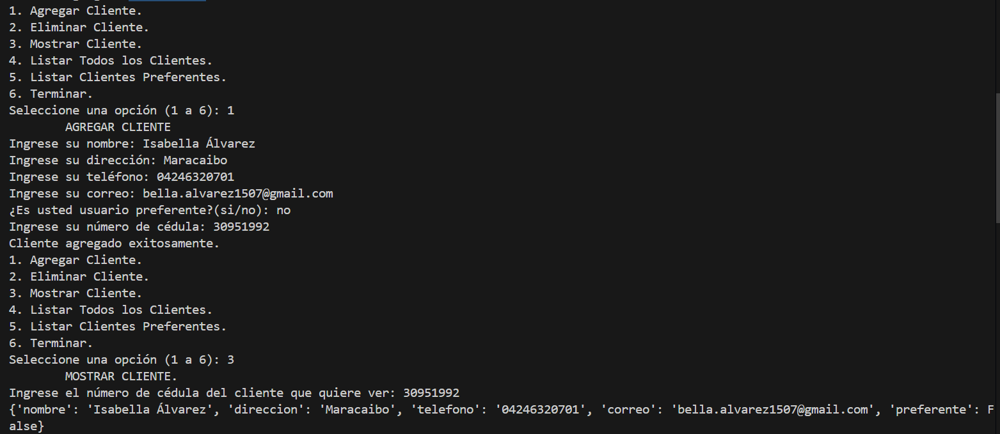 1. Agregar Cliente.
2. Eliminar Cliente.
3. Mostrar Cliente.
4. Listar Todos los Clientes.
5. Listar Clientes Preferentes.
6. Terminar.
Seleccione una opción (1 a 6): 1
        AGREGAR CLIENTE
Ingrese su nombre: Isabella Álvarez
Ingrese su dirección: Maracaibo
Ingrese su teléfono: 04246320701
Ingrese su correo: bella.alvarez1507@gmail.com
¿Es usted usuario preferente?(si/no): no
Ingrese su número de cédula: 30951992
Cliente agregado exitosamente.
1. Agregar Cliente.
2. Eliminar Cliente.
3. Mostrar Cliente.
4. Listar Todos los Clientes.
5. Listar Clientes Preferentes.
6. Terminar.
Seleccione una opción (1 a 6): 3
        MOSTRAR CLIENTE.
Ingrese el número de cédula del cliente que quiere ver: 30951992
{'nombre': 'Isabella Álvarez', 'direccion': 'Maracaibo', 'telefono': '04246320701', 'correo': 'bella.alvarez1507@gmail.com', 'preferente': F
alse}